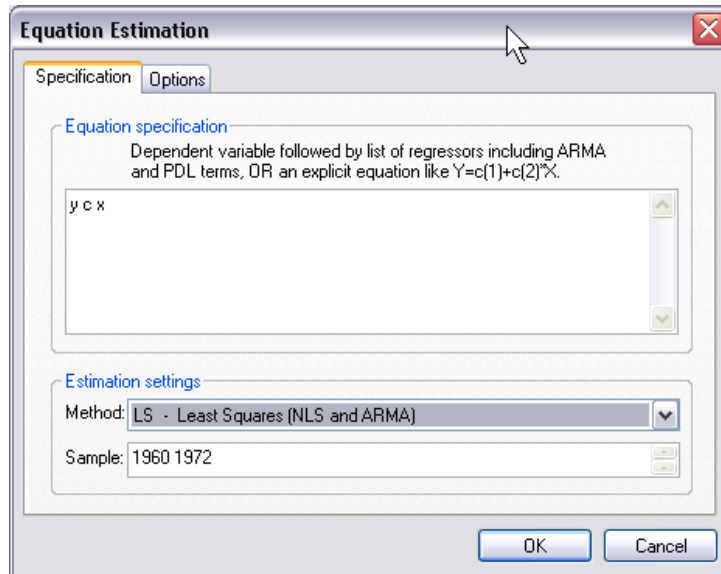 Equation Estimation
Specification
Options
Equation specification
Dependent variable followed by list of regressors including ARMA
and PDL terms, OR an explicit equation like Y=c(1)+c(2)*X.
y c x
Estimation settings
Method: LS - Least Squares (NLS and ARMA)
Sample: 1960 1972
OK
Cancel